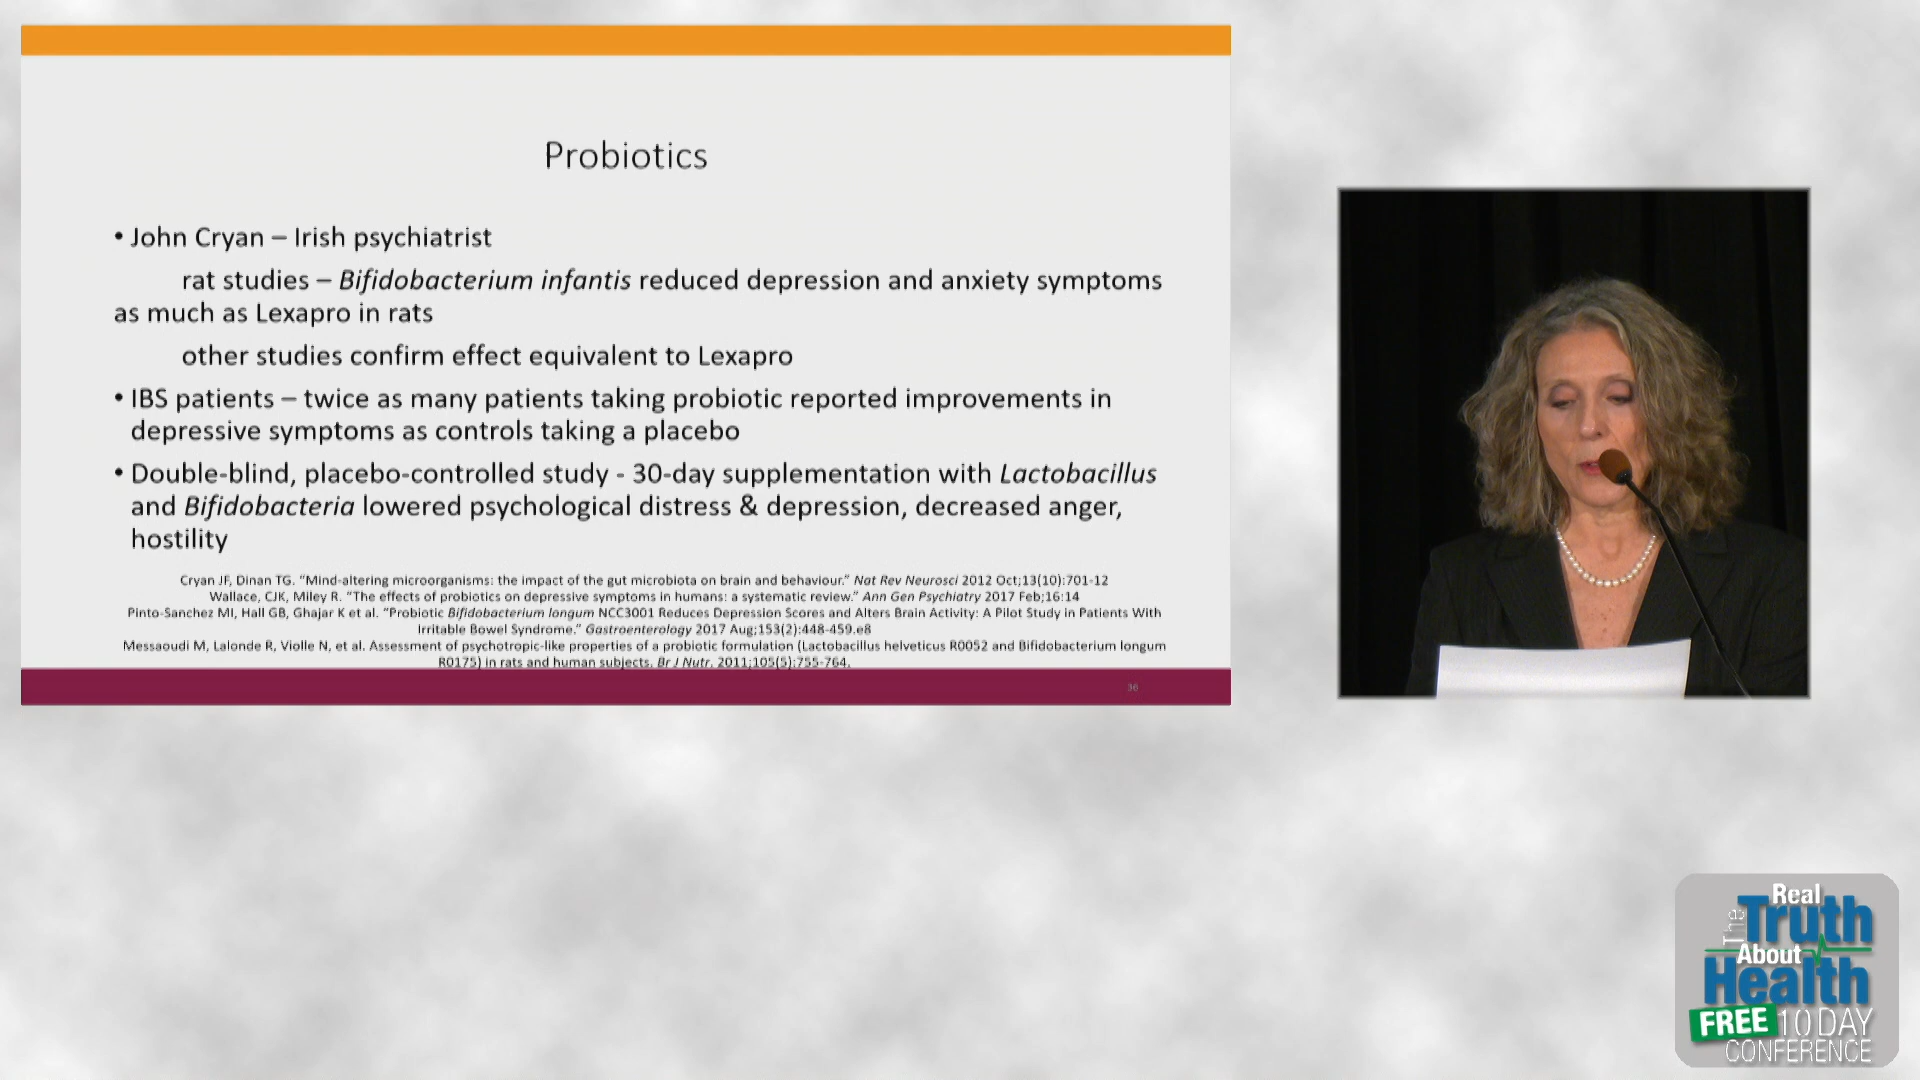 Probiotics
• John Cryan – Irish psychiatrist
rat studies – Bifidobacterium infantis reduced depression and anxiety symptoms
as much as Lexapro in rats
other studies confirm effect equivalent to Lexapro
• IBS patients – twice as many patients taking probiotic reported improvements in
depressive symptoms as controls taking a placebo
• Double-blind, placebo-controlled study - 30-day supplementation with Lactobacillus
and Bifidobacteria lowered psychological distress & depression, decreased anger,
hostility
Cryan JF, Dinan TG. "Mind-altering microorganisms: the impact of the gut microbiota on brain and behaviour." Nat Rev Neurosci 2012 Oct;13(10):701-12
Wallace, CJK, Miley R. "The effects of probiotics on depressive symptoms in humans: a systematic review." Ann Gen Psychiatry 2017 Feb;16:14
Pinto-Sanchez MI, Hall GB, Ghajar K et al. "Probiotic Bifidobacterium longum NCC3001 Reduces Depression Scores and Alters Brain Activity: A Pilot Study in Patients With
Irritable Bowel Syndrome." Gastroenterology 2017 Aug;153(2):448-459.e8
Messaoudi M, Lalonde R, Violle N, et al. Assessment of psychotropic-like properties of a probiotic formulation (Lactobacillus helveticus R0052 and Bifidobacterium longum
R0175) in rats and human subjects. Br J Nutr. 2011;105(5):755-764.
36
The Real
Truth
About
Health
FREE 10 DAY
CONFERENCE